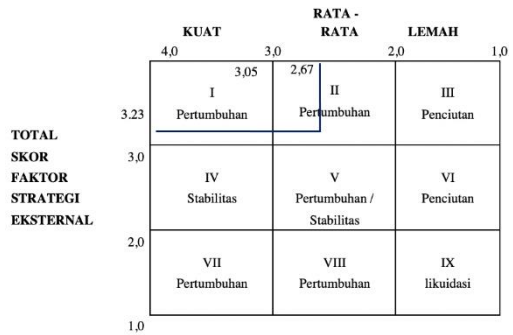 RATA -
KUAT RATA LEMAH
4,0 3,0 2,0 1,0
3,05 2,67
I II III
3.23 Pertumbuhan Pertumbuhan Penciutan
TOTAL
SKOR 3,0
FAKTOR IV V VI
STRATEGI Stabilitas Pertumbuhan / Penciutan
EKSTERNAL Stabilitas
2,0
VII VIII IX
Pertumbuhan Pertumbuhan likuidasi
1,0